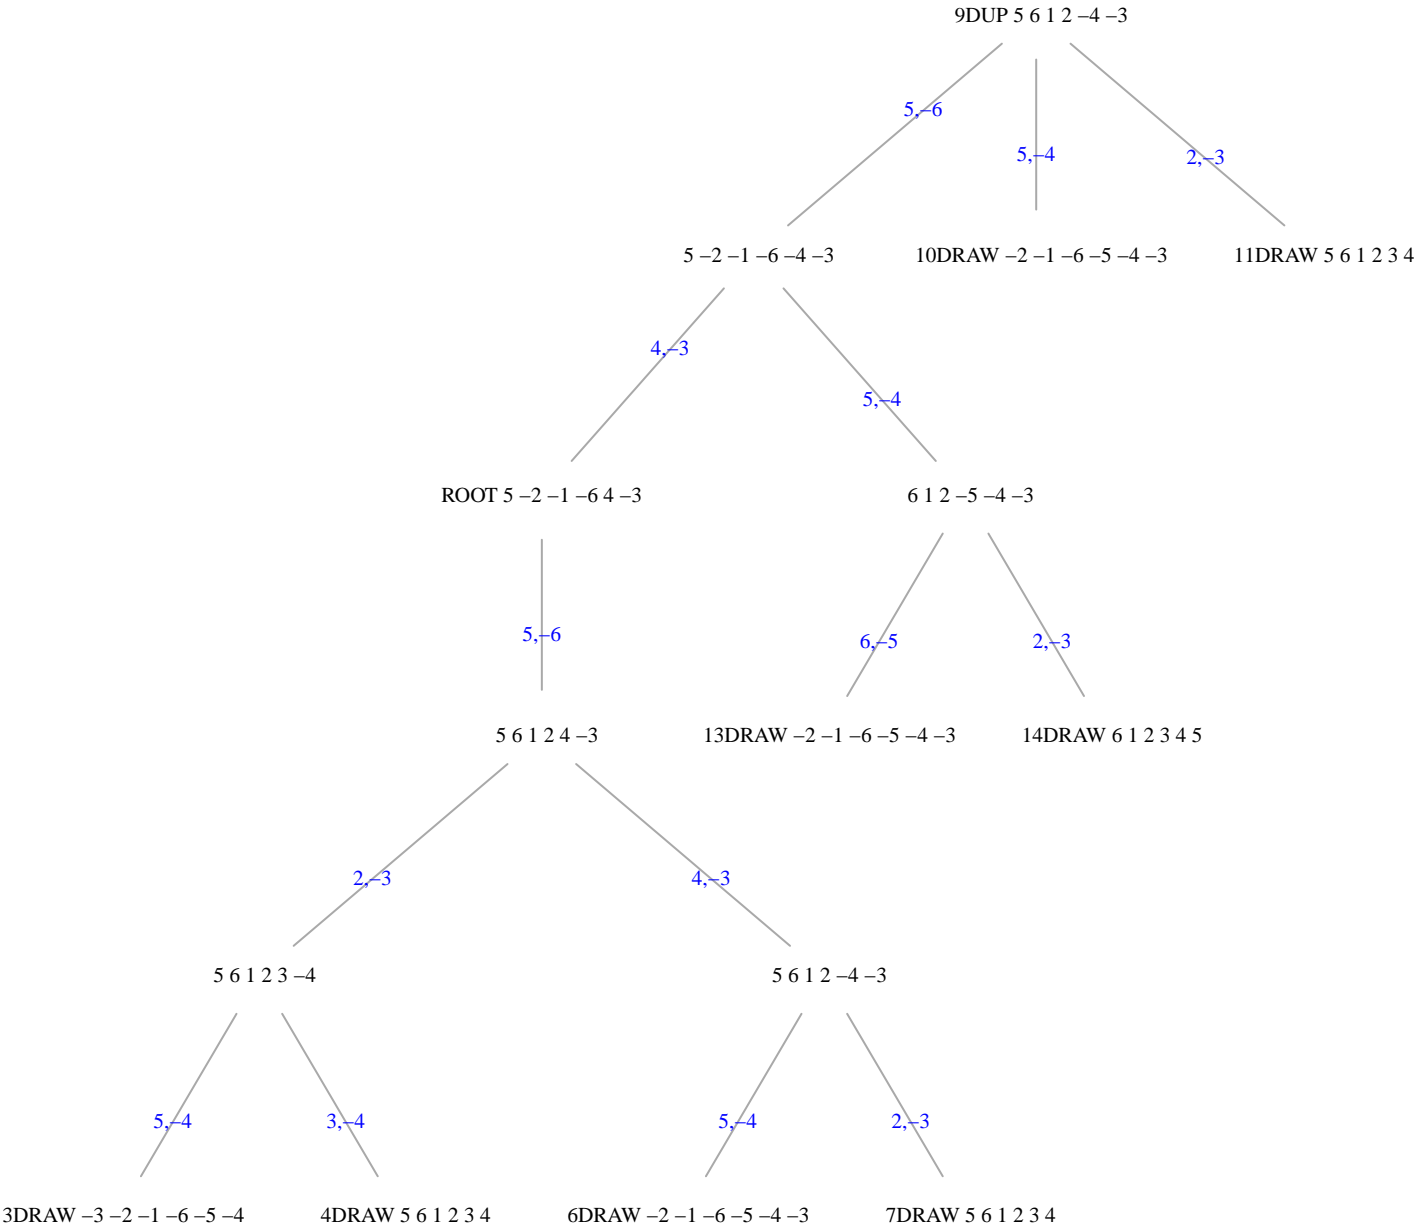 9DUP 5 6 1 2 –4 –3
5,–6
5,–4
2,–3
5 –2 –1 –6 –4 –3
10DRAW –2 –1 –6 –5 –4 –3
11DRAW 5 6 1 2 3 4
4,–3
5,–4
ROOT 5 –2 –1 –6 4 –3
6 1 2 –5 –4 –3
5,–6
6,–5
2,–3
5 6 1 2 4 –3
13DRAW –2 –1 –6 –5 –4 –3
14DRAW 6 1 2 3 4 5
2,–3
4,–3
5 6 1 2 3 –4
5 6 1 2 –4 –3
5,–4
3,–4
5,–4
2,–3
3DRAW –3 –2 –1 –6 –5 –4
4DRAW 5 6 1 2 3 4
6DRAW –2 –1 –6 –5 –4 –3
7DRAW 5 6 1 2 3 4